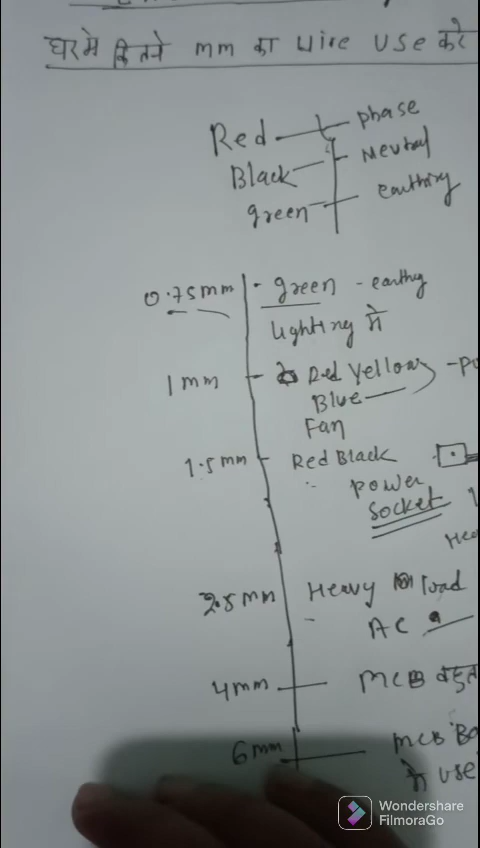 घर मे कितने mm का wire use करे
Red - phase
Black - Neutral
green - earthing
0.75mm - green - earthing
lighting में
1mm - Red Yellow
Blue
Fan
1.5mm Red Black
power
socket
2.5mm Heavy load
AC
4mm MCB
6mm MCB
में use
Wondershare
FilmoraGo